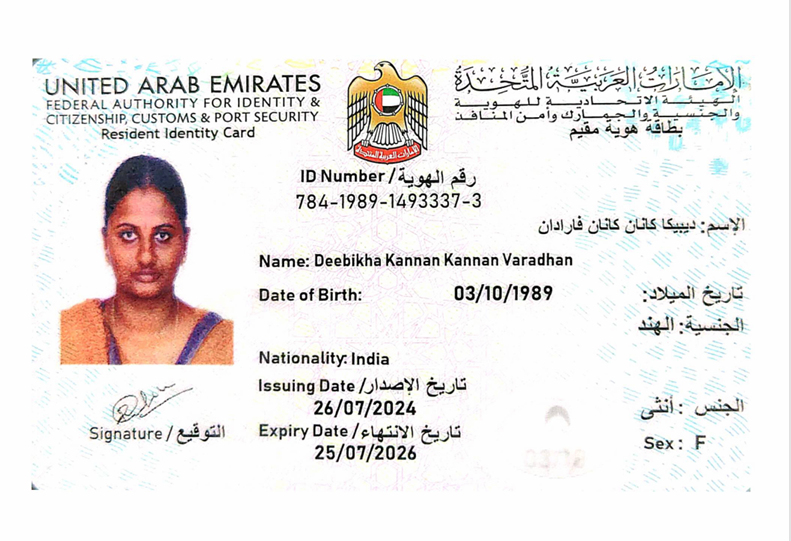 UNITED ARAB EMIRATES
FEDERAL AUTHORITY FOR IDENTITY &
CITIZENSHIP, CUSTOMS & PORT SECURITY
Resident Identity Card
الإمارات العربية المتحدة
الهيئة الاتحادية للهوية
والجنسية والجمارك وأمن المنافذ
بطاقة هوية مقيم
الإمارات العربية المتحدة
ID Number / رقم الهوية
784-1989-1493337-3
الإسم: ديبيكا كانان كانان فارادان
Name: Deebikha Kannan Kannan Varadhan
Date of Birth: 03/10/1989 تاريخ الميلاد:
الجنسية: الهند
Nationality: India
Issuing Date / تاريخ الإصدار
26/07/2024
Expiry Date / تاريخ الانتهاء
25/07/2026
الجنس : أنثى
Sex : F
Signature / التوقيع